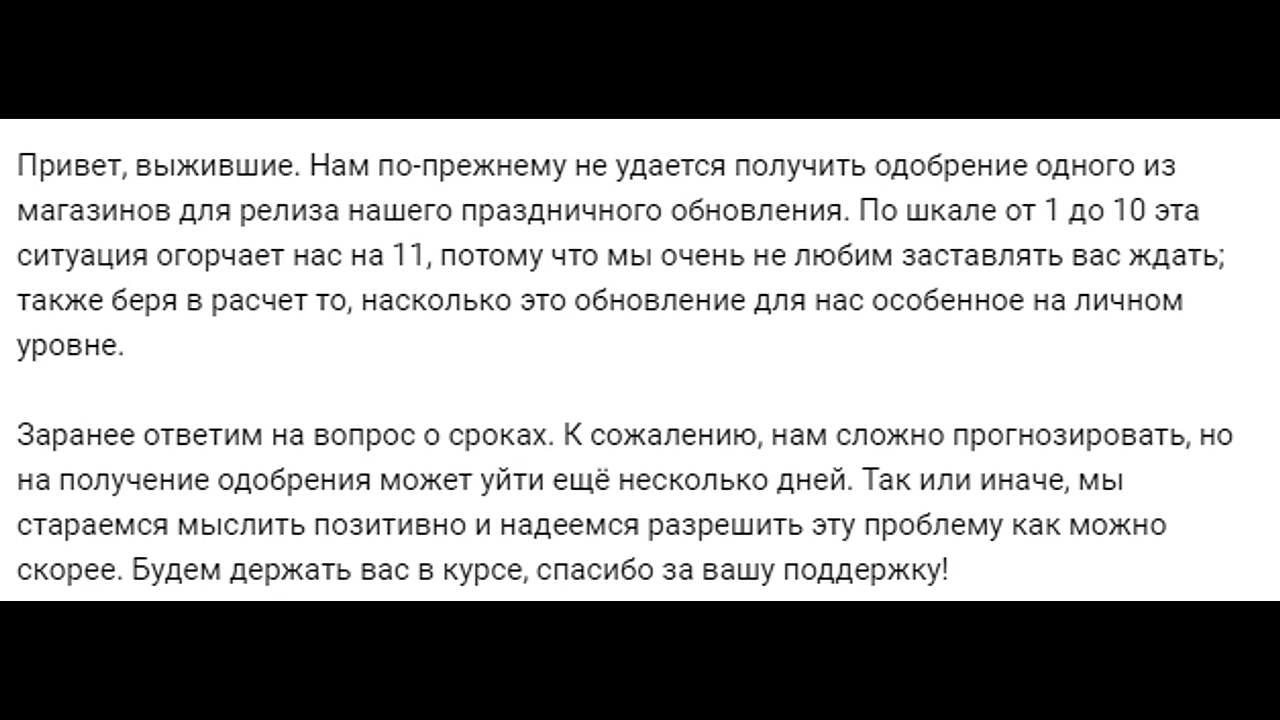 Привет, выжившие. Нам по-прежнему не удается получить одобрение одного из
магазинов для релиза нашего праздничного обновления. По шкале от 1 до 10 эта
ситуация огорчает нас на 11, потому что мы очень не любим заставлять вас ждать;
также беря в расчет то, насколько это обновление для нас особенное на личном
уровне.
Заранее ответим на вопрос о сроках. К сожалению, нам сложно прогнозировать, но
на получение одобрения может уйти ещё несколько дней. Так или иначе, мы
стараемся мыслить позитивно и надеемся разрешить эту проблему как можно
скорее. Будем держать вас в курсе, спасибо за вашу поддержку!